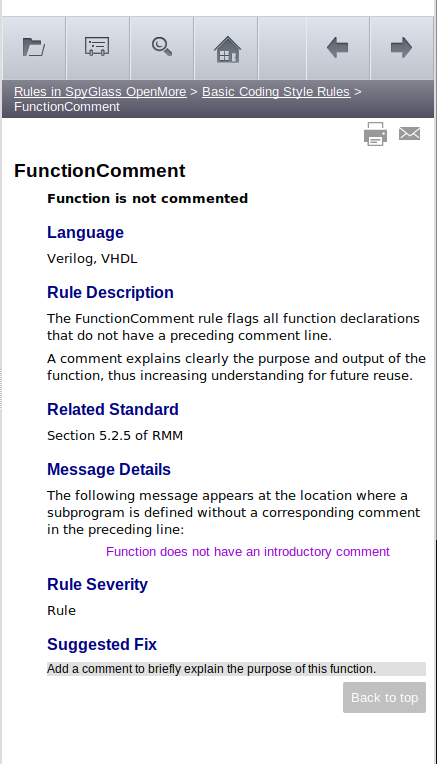 Rules in SpyGlass OpenMore > Basic Coding Style Rules >
FunctionComment
FunctionComment
Function is not commented
Language
Verilog, VHDL
Rule Description
The FunctionComment rule flags all function declarations
that do not have a preceding comment line.
A comment explains clearly the purpose and output of the
function, thus increasing understanding for future reuse.
Related Standard
Section 5.2.5 of RMM
Message Details
The following message appears at the location where a
subprogram is defined without a corresponding comment
in the preceding line:
Function does not have an introductory comment
Rule Severity
Rule
Suggested Fix
Add a comment to briefly explain the purpose of this function.
Back to top